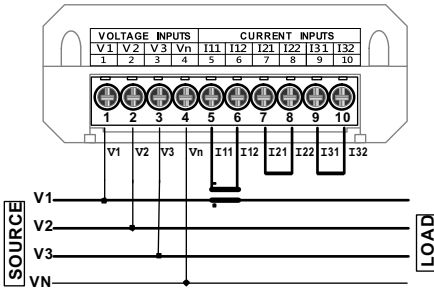 VOLTAGE INPUTS CURRENT INPUTS
V1 V2 V3 Vn I11 I12 I21 I22 I31 I32
1 2 3 4 5 6 7 8 9 10
1 2 3 4 5 6 7 8 9 10
V1 V2 V3 Vn I11 I12 I21 I22 I31 I32
V1
V2
V3
VN
SOURCE
LOAD